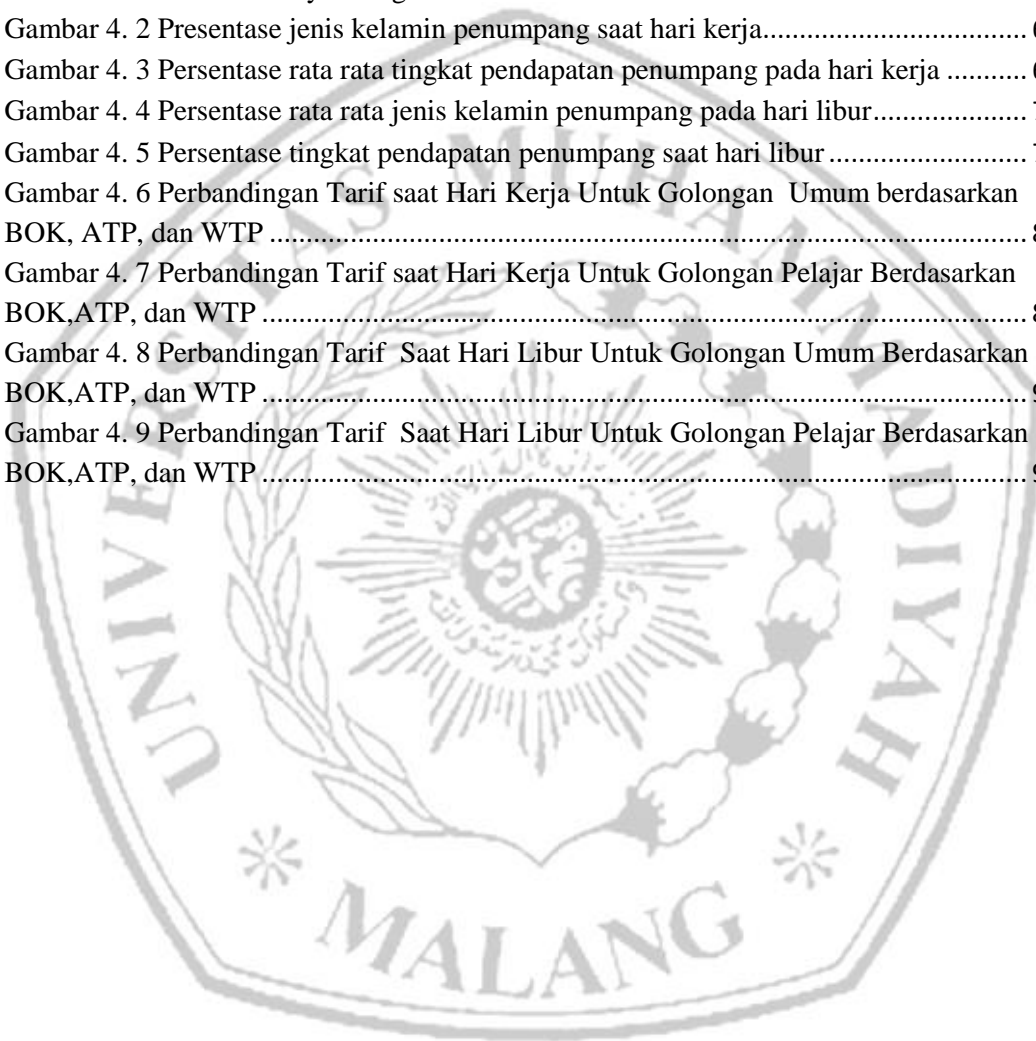 Gambar 4. 2 Presentase jenis kelamin penumpang saat hari kerja....................................
Gambar 4. 3 Persentase rata rata tingkat pendapatan penumpang pada hari kerja ...........
Gambar 4. 4 Persentase rata rata jenis kelamin penumpang pada hari libur.....................
Gambar 4. 5 Persentase tingkat pendapatan penumpang saat hari libur ...........................
Gambar 4. 6 Perbandingan Tarif saat Hari Kerja Untuk Golongan  Umum berdasarkan
BOK, ATP, dan WTP .......................................................................................................
Gambar 4. 7 Perbandingan Tarif saat Hari Kerja Untuk Golongan Pelajar Berdasarkan
BOK,ATP, dan WTP ........................................................................................................
Gambar 4. 8 Perbandingan Tarif  Saat Hari Libur Untuk Golongan Umum Berdasarkan
BOK,ATP, dan WTP ........................................................................................................
Gambar 4. 9 Perbandingan Tarif  Saat Hari Libur Untuk Golongan Pelajar Berdasarkan
BOK,ATP, dan WTP ........................................................................................................
UNIVERSITAS MUHAMMADIYAH
MALANG